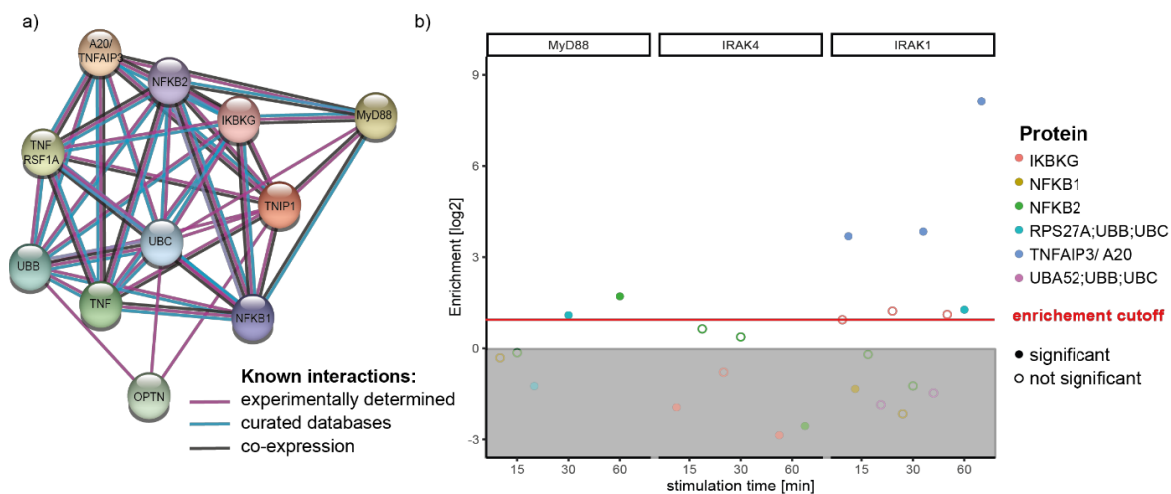 a)
A20/
TNFAIP3
NFKB2
IKBKG
MyD88
TNF
RSF1A
TNIP1
UBC
UBB
TNF
NFKB1
OPTN
Known interactions:
experimentally determined
curated databases
co-expression
b)
MyD88
IRAK4
IRAK1
Enrichment [log2]
9
6
3
0
-3
15
30
60
15
30
60
15
30
60
stimulation time [min]
Protein
IKBKG
NFKB1
NFKB2
RPS27A;UBB;UBC
TNFAIP3/ A20
UBA52;UBB;UBC
enrichement cutoff
significant
not significant